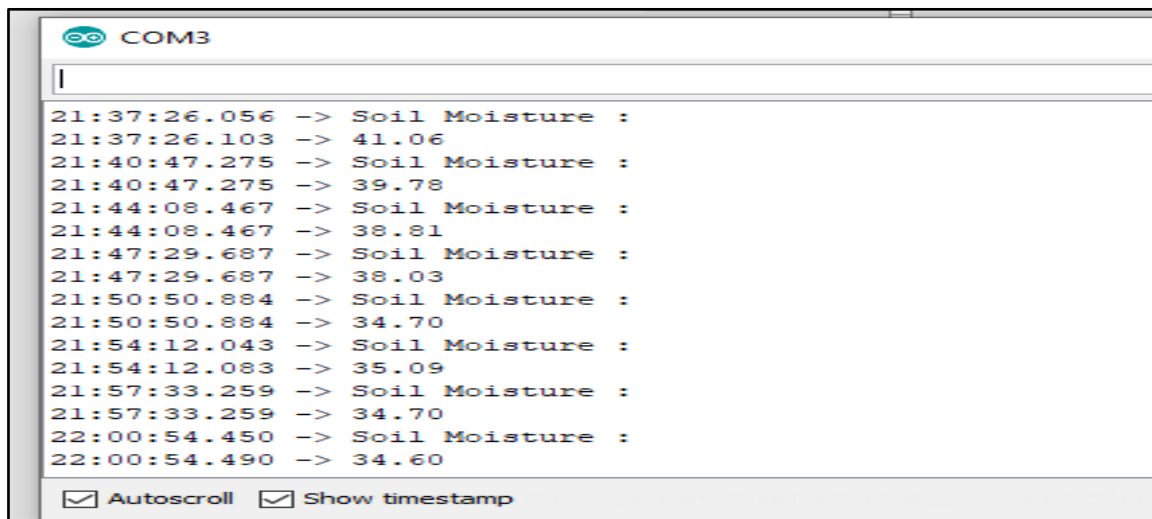 COM3
21:37:26.056 -> Soil Moisture :
21:37:26.103 -> 41.06
21:40:47.275 -> Soil Moisture :
21:40:47.275 -> 39.78
21:44:08.467 -> Soil Moisture :
21:44:08.467 -> 38.81
21:47:29.687 -> Soil Moisture :
21:47:29.687 -> 38.03
21:50:50.884 -> Soil Moisture :
21:50:50.884 -> 34.70
21:54:12.043 -> Soil Moisture :
21:54:12.083 -> 35.09
21:57:33.259 -> Soil Moisture :
21:57:33.259 -> 34.70
22:00:54.450 -> Soil Moisture :
22:00:54.490 -> 34.60
Autoscroll Show timestamp